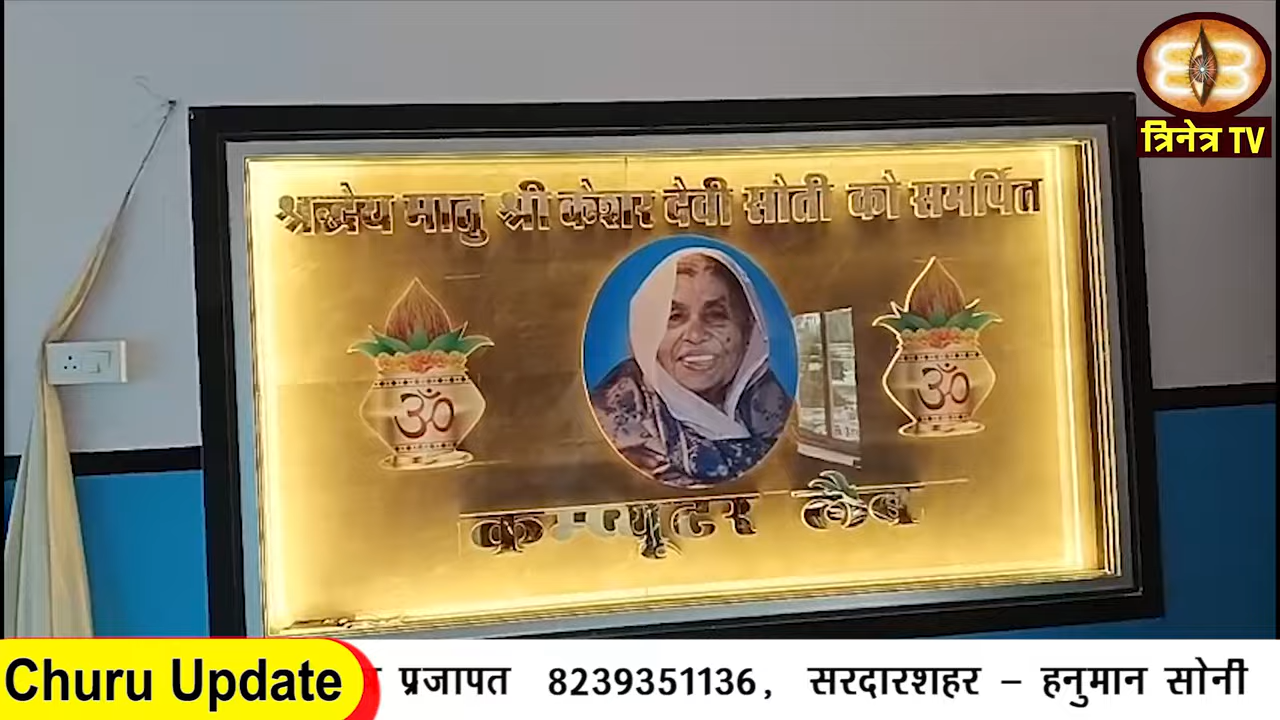 त्रिनेत्र TV
श्रद्धेय मातु श्री केशर देवी सोती को समर्पित
ॐ
ॐ
कम्प्यूटर लैब
Churu Update
प्रजापत 8239351136, सरदारशहर - हनुमान सोनी